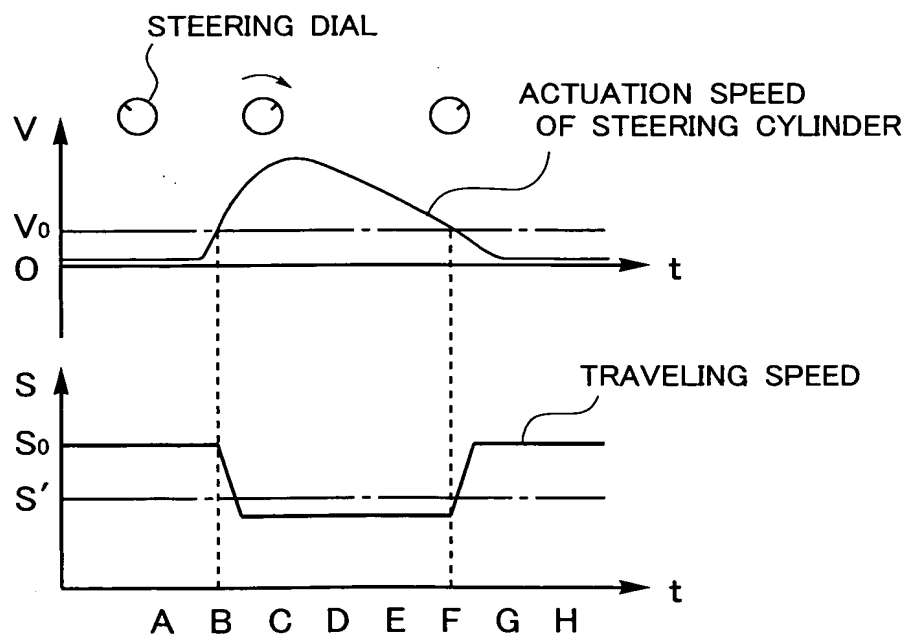 STEERING DIAL
ACTUATION SPEED
OF STEERING CYLINDER
V
V0
O
t
S
TRAVELING SPEED
S0
S′
t
A B C D E F G H